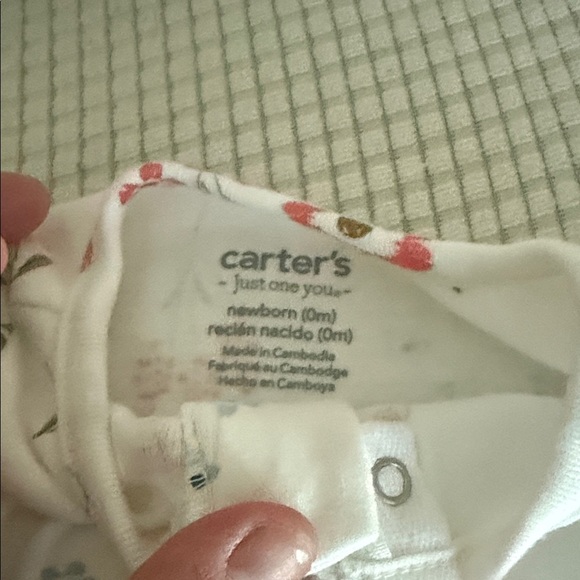 carter's
- Just one you® -
newborn (0m)
recién nacido (0m)
Made in Cambodia
Fabriqué au Cambodge
Hecho en Camboya